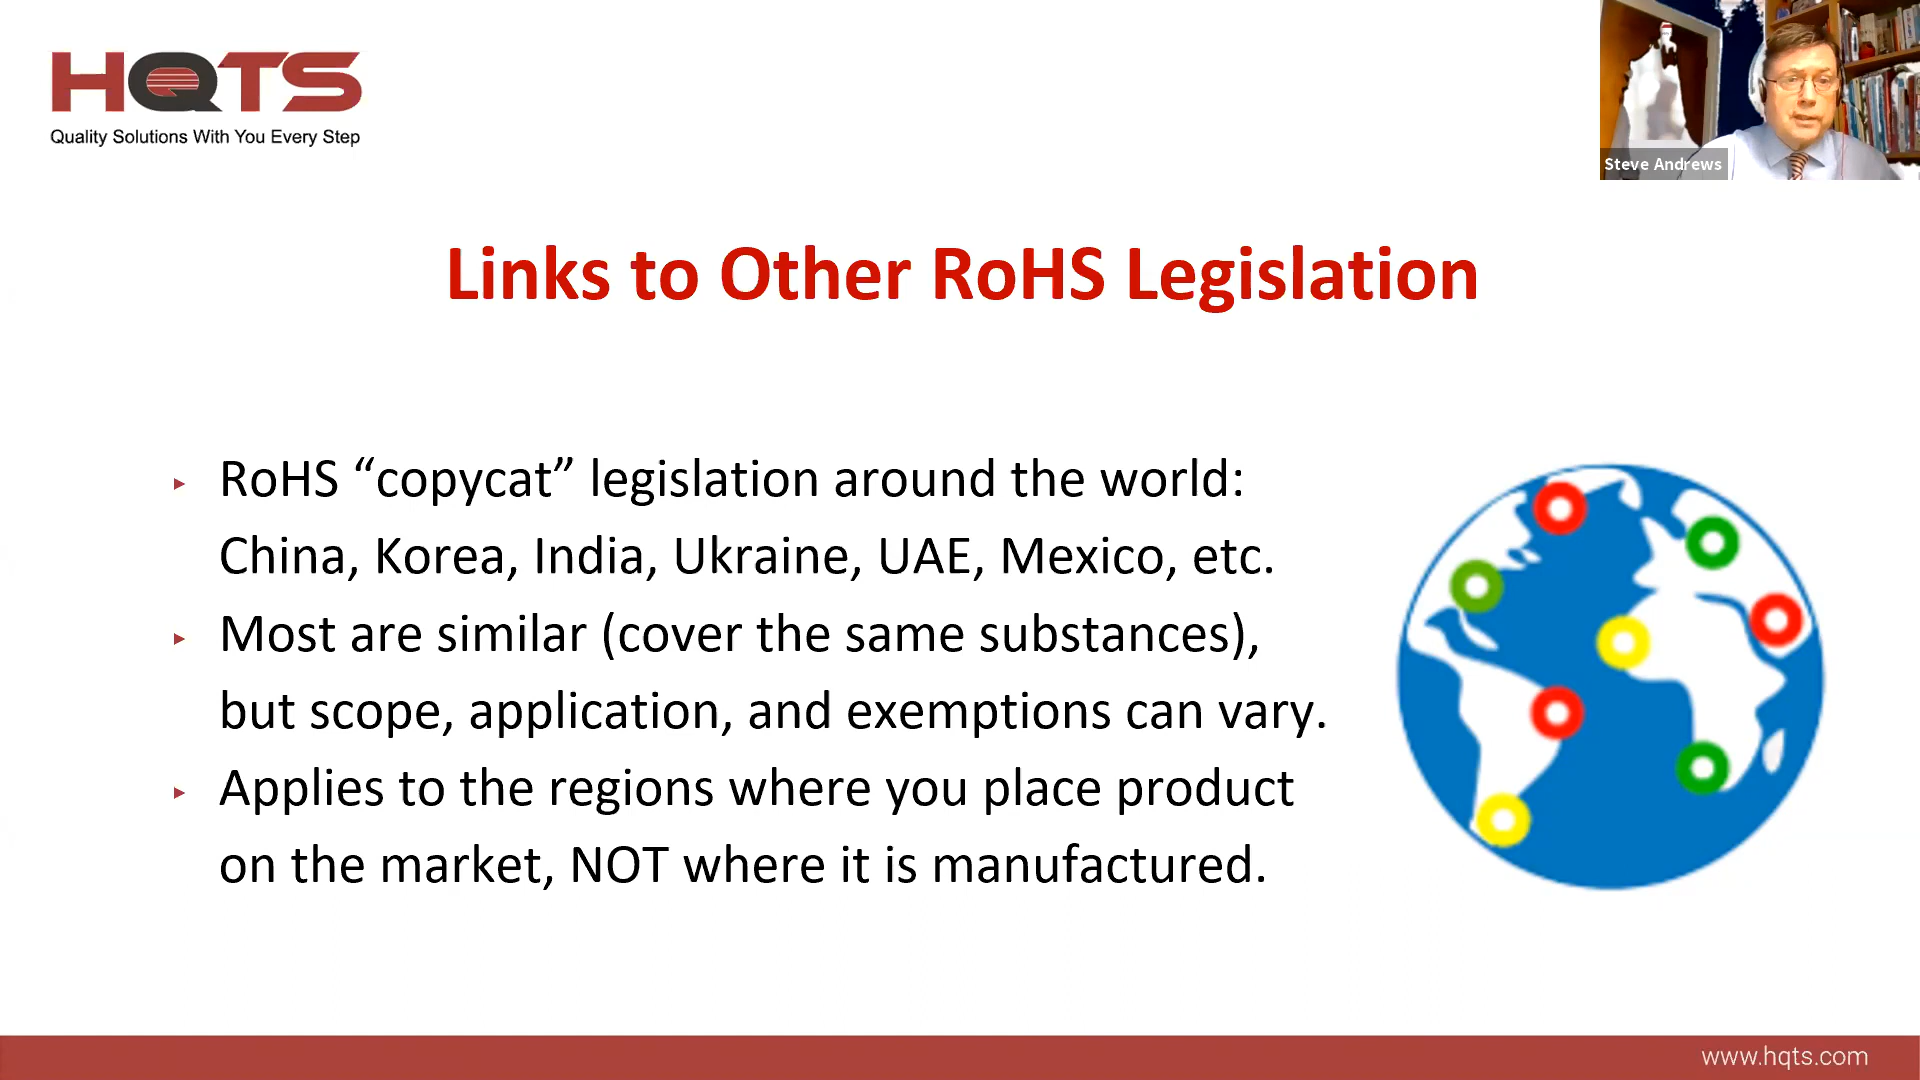 HQTS
Quality Solutions With You Every Step
Steve Andrews
Links to Other RoHS Legislation
RoHS “copycat” legislation around the world:
China, Korea, India, Ukraine, UAE, Mexico, etc.
Most are similar (cover the same substances),
but scope, application, and exemptions can vary.
Applies to the regions where you place product
on the market, NOT where it is manufactured.
www.hqts.com